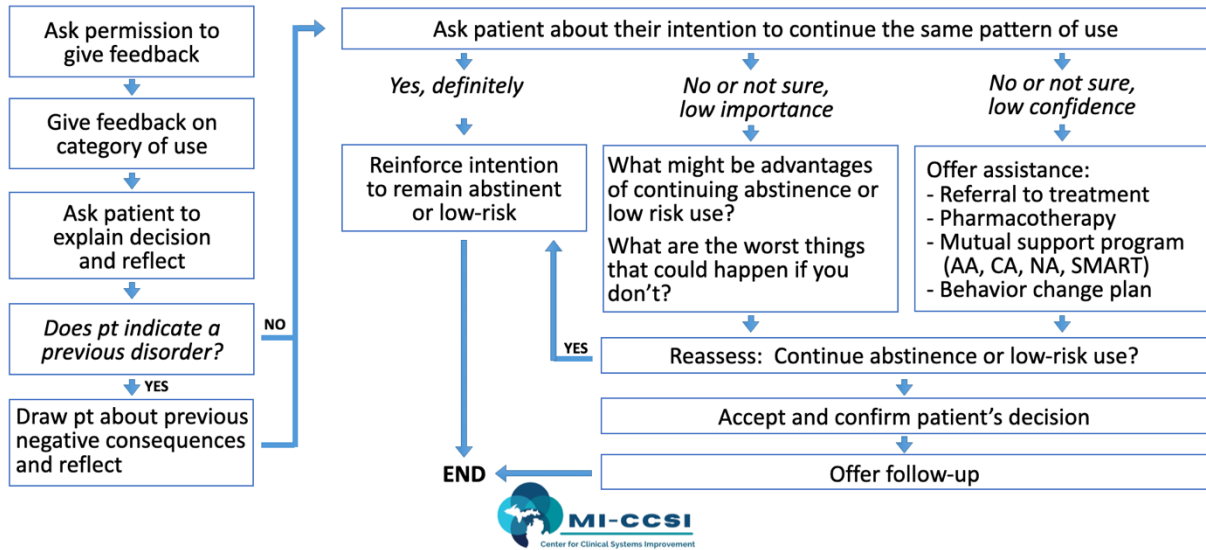 Ask permission to
give feedback
Give feedback on
category of use
Ask patient to
explain decision
and reflect
Does pt indicate a
previous disorder?
NO
YES
Draw pt about previous
negative consequences
and reflect
Ask patient about their intention to continue the same pattern of use
Yes, definitely
Reinforce intention
to remain abstinent
or low-risk
No or not sure,
low importance
What might be advantages
of continuing abstinence or
low risk use?
What are the worst things
that could happen if you
don’t?
No or not sure,
low confidence
Offer assistance:
- Referral to treatment
- Pharmacotherapy
- Mutual support program
(AA, CA, NA, SMART)
- Behavior change plan
YES
Reassess: Continue abstinence or low-risk use?
Accept and confirm patient’s decision
Offer follow-up
END
MI-CCSI
Center for Clinical Systems Improvement